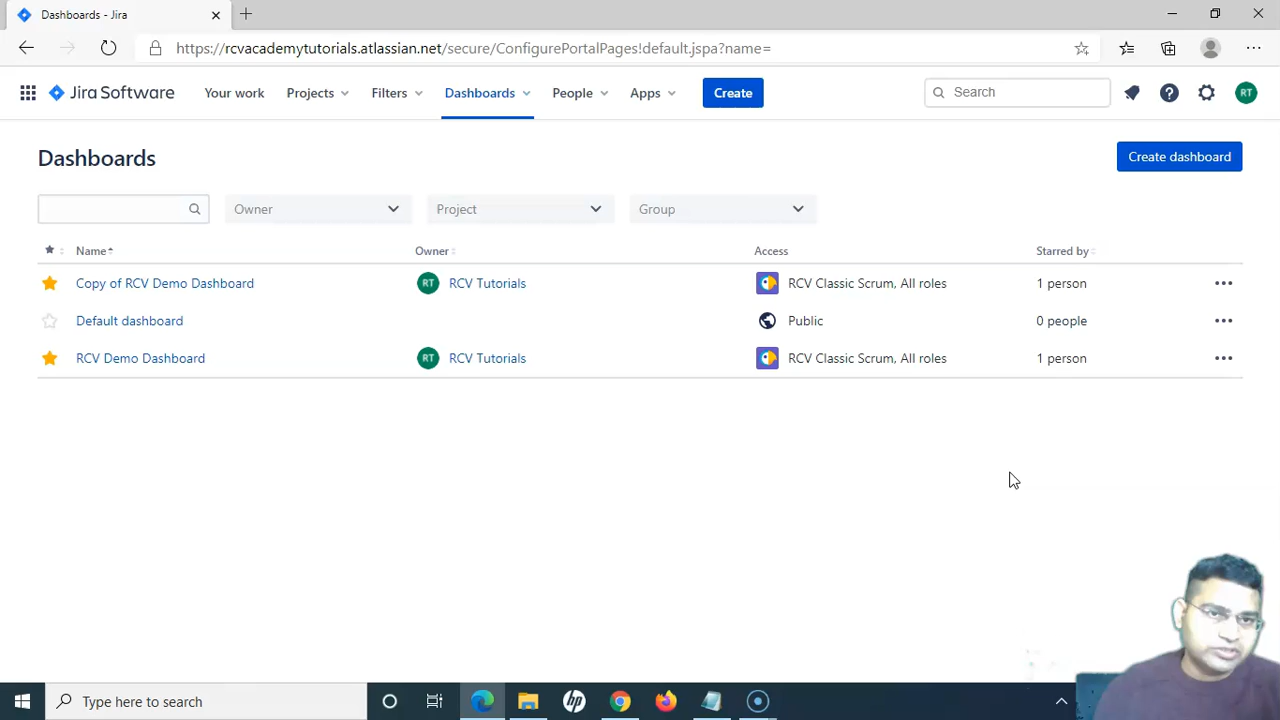 Dashboards - Jira
https://rcvacademytutorials.atlassian.net/secure/ConfigurePortalPages!default.jspa?name=
Jira Software Your work Projects Filters Dashboards People Apps Create Search RT
Dashboards Create dashboard
Owner Project Group
Name Owner Access Starred by
Copy of RCV Demo Dashboard RT RCV Tutorials RCV Classic Scrum, All roles 1 person
Default dashboard Public 0 people
RCV Demo Dashboard RT RCV Tutorials RCV Classic Scrum, All roles 1 person
Type here to search hp